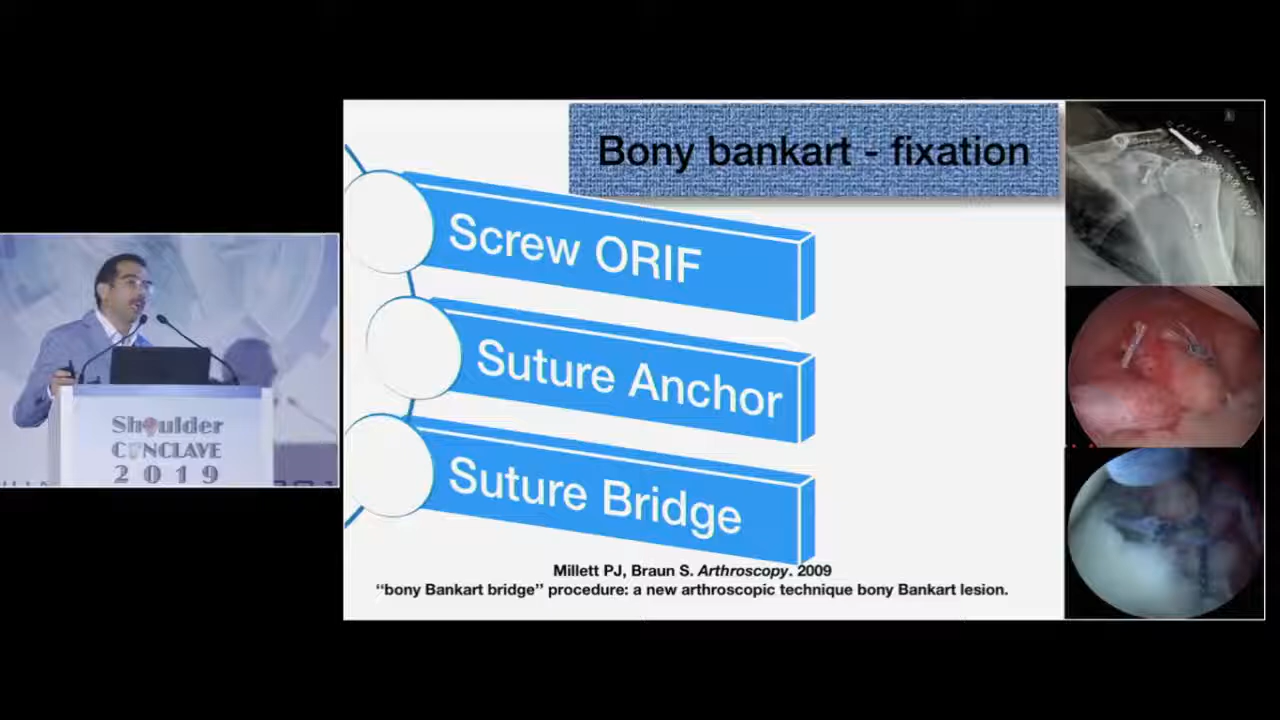 Bony bankart - fixation
Screw ORIF
Suture Anchor
Suture Bridge
Millett PJ, Braun S. Arthroscopy. 2009
“bony Bankart bridge” procedure: a new arthroscopic technique bony Bankart lesion.
Shoulder
CONCLAVE
2019